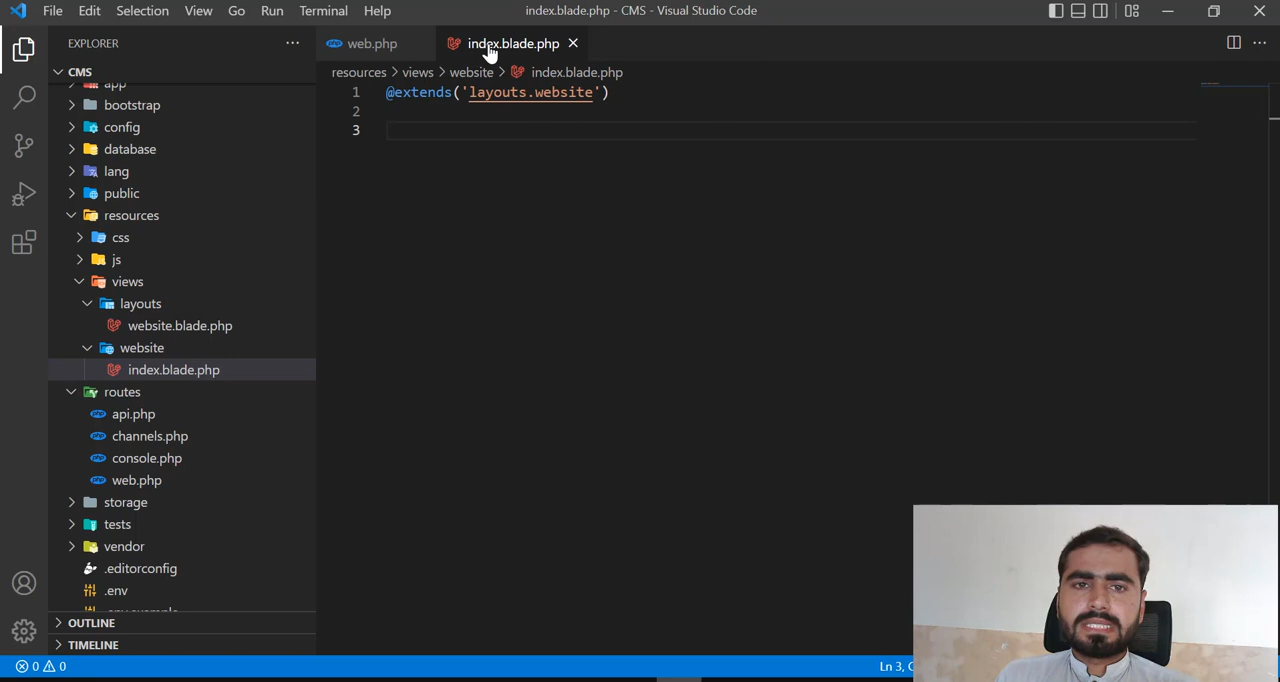 File Edit Selection View Go Run Terminal Help
index.blade.php - CMS - Visual Studio Code
EXPLORER
CMS
app
bootstrap
config
database
lang
public
resources
css
js
views
layouts
website.blade.php
website
index.blade.php
routes
api.php
channels.php
console.php
web.php
storage
tests
vendor
.editorconfig
.env
.env.example
OUTLINE
TIMELINE
web.php
index.blade.php
resources > views > website > index.blade.php
1 @extends('layouts.website')
2
3
0 0
Ln 3,